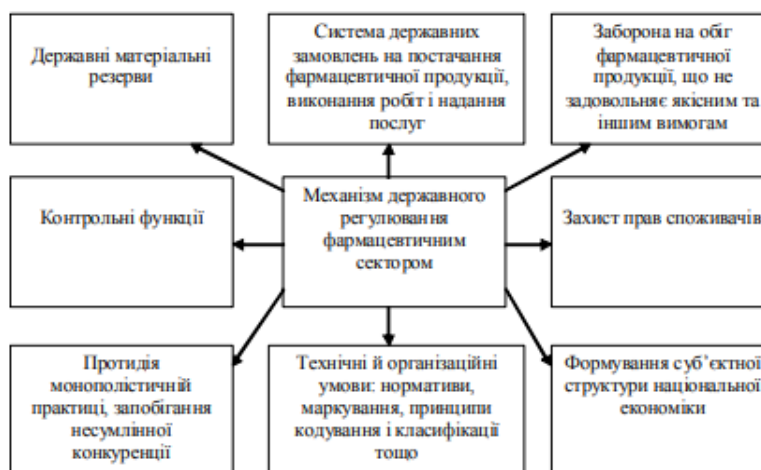 Державні матеріальні
резерви
Система державних
замовлень на постачання
фармацевтичної продукції,
виконання робіт і надання
послуг
Заборона на обіг
фармацевтичної
продукції, що не
задовольняє якісним та
іншим вимогам
Контрольні функції
Механізм державного
регулювання
фармацевтичним
сектором
Захист прав споживачів
Протидія
монополістичній
практиці, запобігання
несумлінної
конкуренції
Технічні й організаційні
умови: нормативи,
маркування, принципи
кодування і класифікації
тощо
Формування суб’єктної
структури національної
економіки